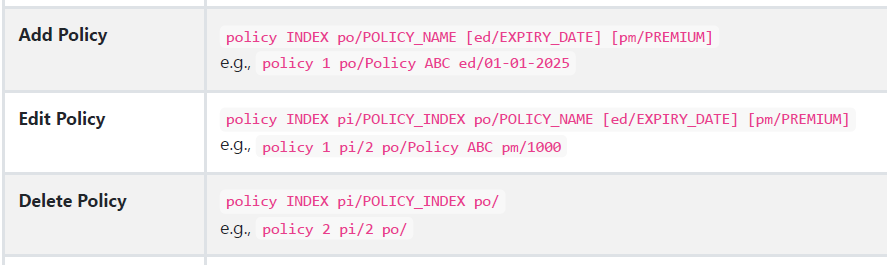 Add Policy
policy INDEX po/POLICY_NAME [ed/EXPIRY_DATE] [pm/PREMIUM]
e.g., policy 1 po/Policy ABC ed/01-01-2025
Edit Policy
policy INDEX pi/POLICY_INDEX po/POLICY_NAME [ed/EXPIRY_DATE] [pm/PREMIUM]
e.g., policy 1 pi/2 po/Policy ABC pm/1000
Delete Policy
policy INDEX pi/POLICY_INDEX po/
e.g., policy 2 pi/2 po/